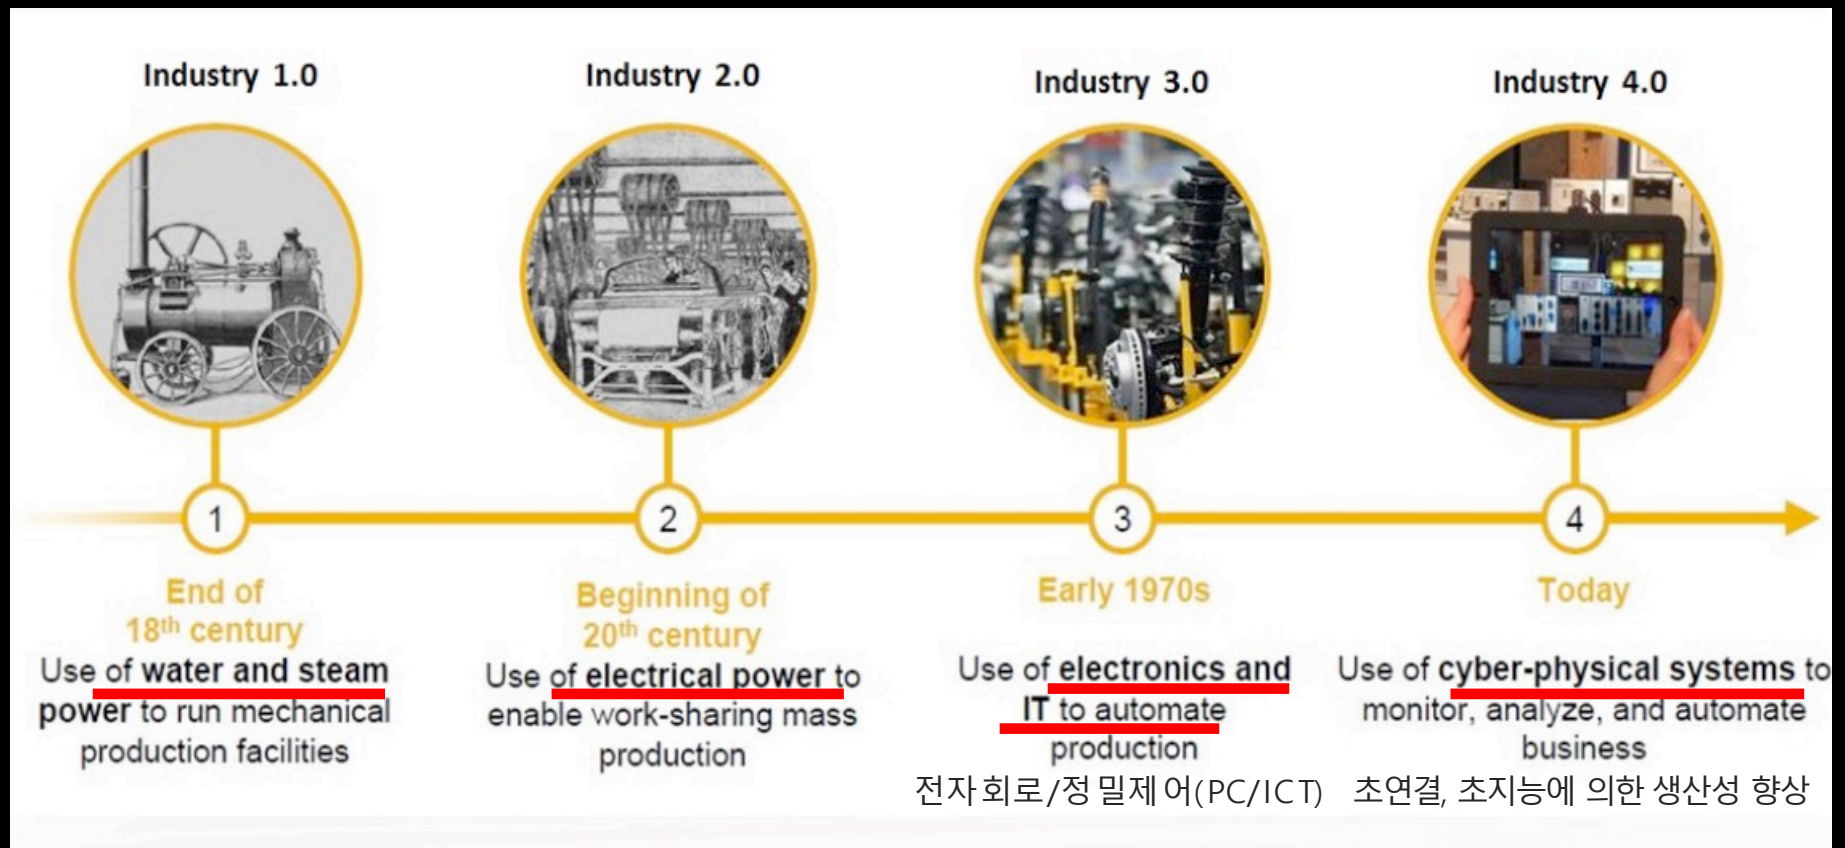 Industry 1.0
Industry 2.0
Industry 3.0
Industry 4.0
1
2
3
4
End of
18th century
Use of water and steam
power to run mechanical
production facilities
Beginning of
20th century
Use of electrical power to
enable work-sharing mass
production
Early 1970s
Use of electronics and
IT to automate
production
전자회로/정밀제어(PC/ICT)
Today
Use of cyber-physical systems to
monitor, analyze, and automate
business
초연결, 초지능에 의한 생산성 향상